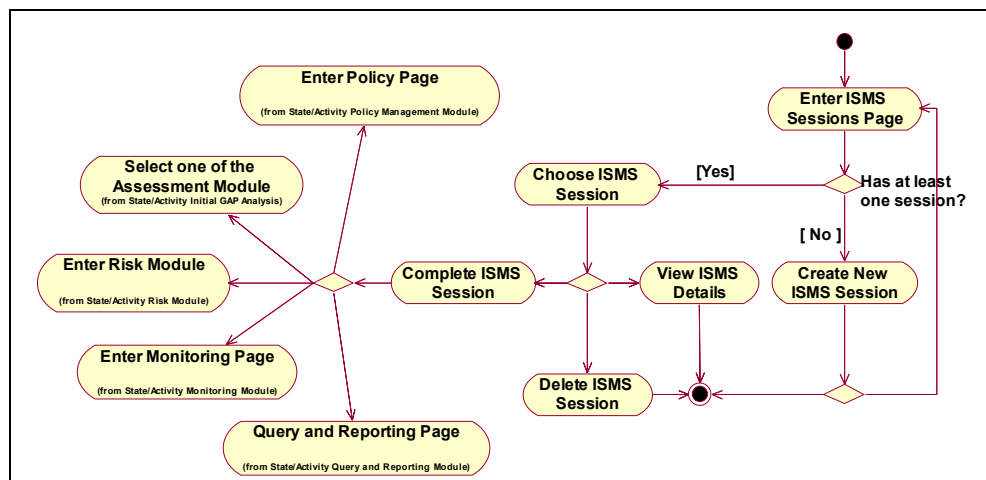 Enter Policy Page
(from State/Activity Policy Management Module)
Enter ISMS
Sessions Page
Select one of the
Assessment Module
(from State/Activity Initial GAP Analysis)
Choose ISMS
Session
[Yes]
Has at least
one session?
[ No ]
Enter Risk Module
(from State/Activity Risk Module)
Complete ISMS
Session
View ISMS
Details
Create New
ISMS Session
Enter Monitoring Page
(from State/Activity Monitoring Module)
Delete ISMS
Session
Query and Reporting Page
(from State/Activity Query and Reporting Module)